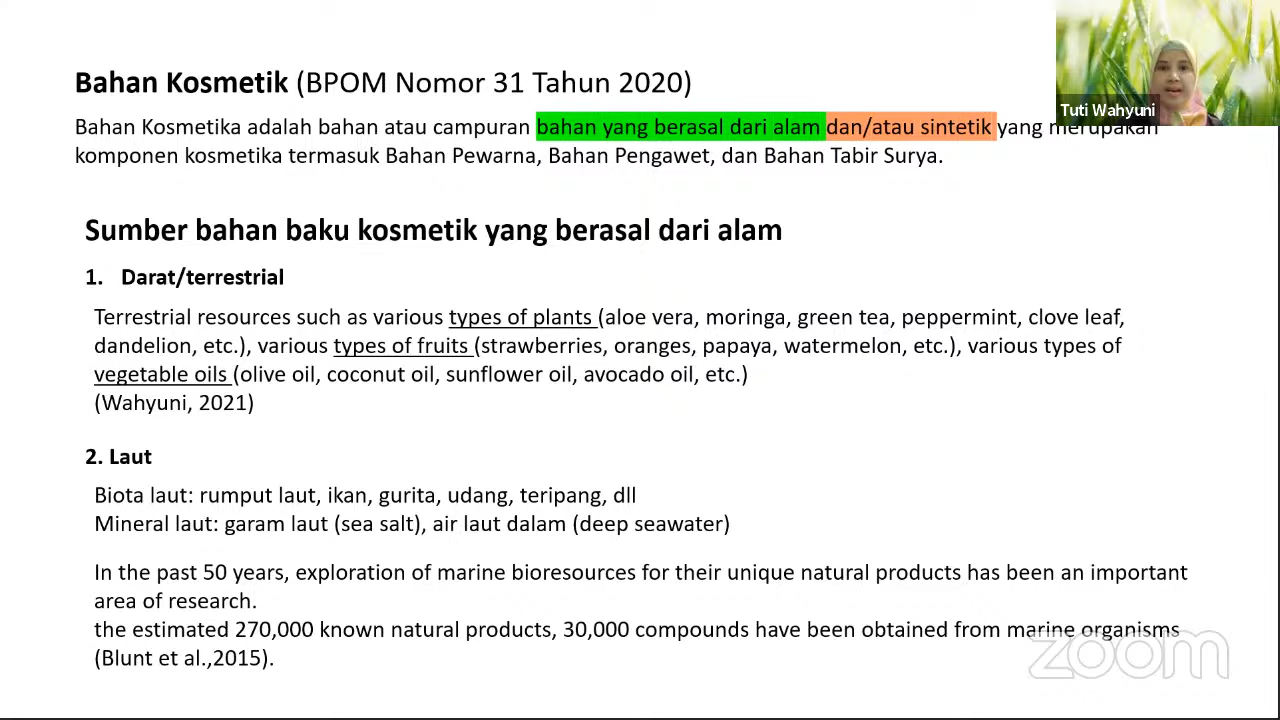 Bahan Kosmetik (BPOM Nomor 31 Tahun 2020)
Tuti Wahyuni
Bahan Kosmetika adalah bahan atau campuran bahan yang berasal dari alam dan/atau sintetik yang merupakan
komponen kosmetika termasuk Bahan Pewarna, Bahan Pengawet, dan Bahan Tabir Surya.
Sumber bahan baku kosmetik yang berasal dari alam
1. Darat/terrestrial
Terrestrial resources such as various types of plants (aloe vera, moringa, green tea, peppermint, clove leaf,
dandelion, etc.), various types of fruits (strawberries, oranges, papaya, watermelon, etc.), various types of
vegetable oils (olive oil, coconut oil, sunflower oil, avocado oil, etc.)
(Wahyuni, 2021)
2. Laut
Biota laut: rumput laut, ikan, gurita, udang, teripang, dll
Mineral laut: garam laut (sea salt), air laut dalam (deep seawater)
In the past 50 years, exploration of marine bioresources for their unique natural products has been an important
area of research.
the estimated 270,000 known natural products, 30,000 compounds have been obtained from marine organisms
(Blunt et al.,2015).
zoom